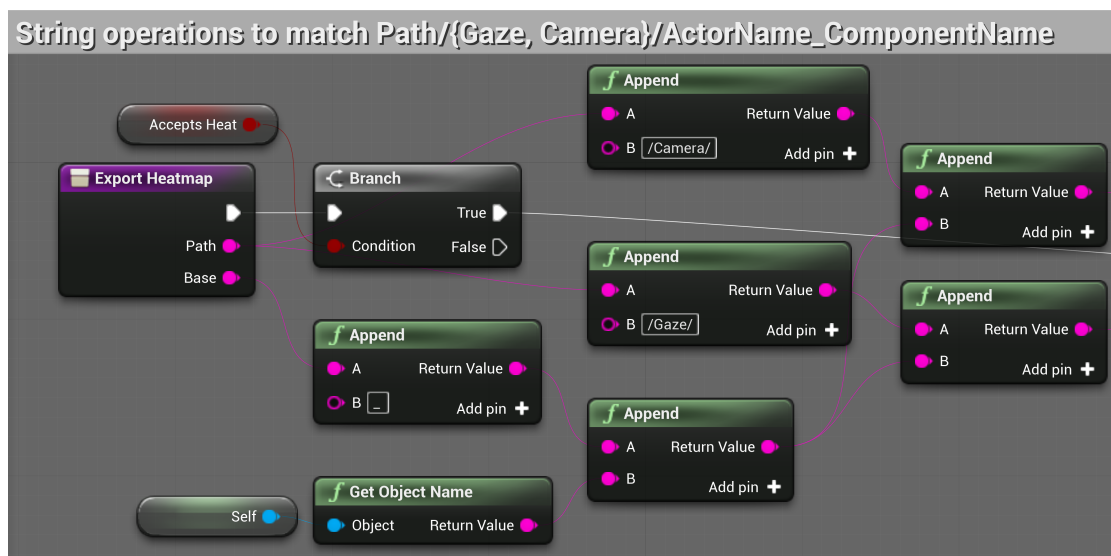 String operations to match Path/{Gaze, Camera}/ActorName_ComponentName
Accepts Heat
Export Heatmap
Path
Base
Branch
True
Condition
False
Append
A
Return Value
B
/Camera/
Add pin
Append
A
Return Value
B
/Gaze/
Add pin
Append
A
Return Value
B
_
Add pin
Self
Get Object Name
Object
Return Value
Append
A
Return Value
B
Add pin
Append
A
Return Value
B
Add pin
Append
A
Return Value
B
Add pin